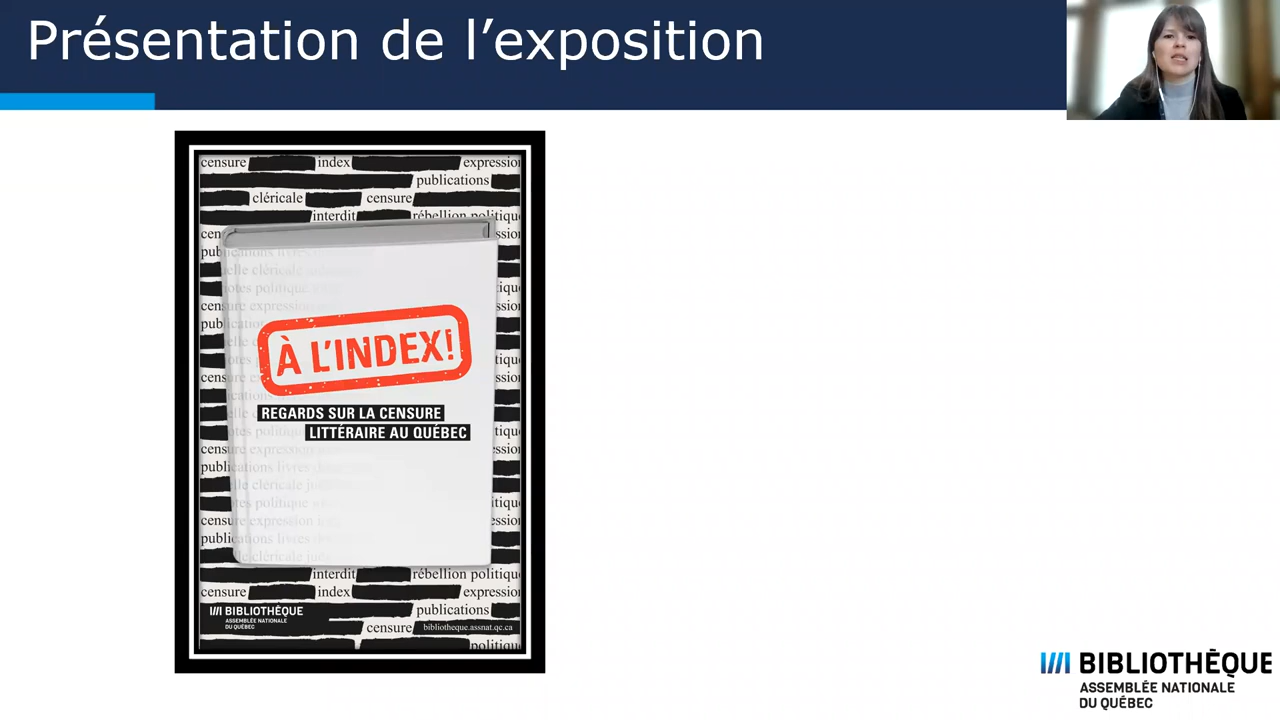 Présentation de l'exposition
censure index expression
publications
cléricale censure
interdit rébellion politique
À L'INDEX!
REGARDS SUR LA CENSURE
LITTÉRAIRE AU QUÉBEC
interdit rébellion politique
censure index expression
publications
censure
politique
BIBLIOTHÈQUE
ASSEMBLÉE NATIONALE
DU QUÉBEC
bibliotheque.assnat.qc.ca
BIBLIOTHÈQUE
ASSEMBLÉE NATIONALE
DU QUÉBEC